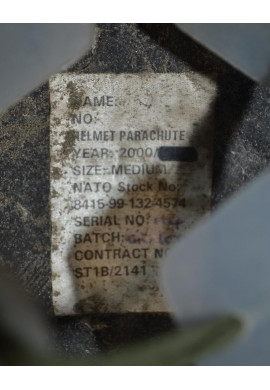 NAME:
NO:
HELMET PARACHUTE
YEAR: 2000/
SIZE: MEDIUM
NATO Stock No:
8415-99-132-4574
SERIAL NO:
BATCH:
CONTRACT N
ST1B/2141